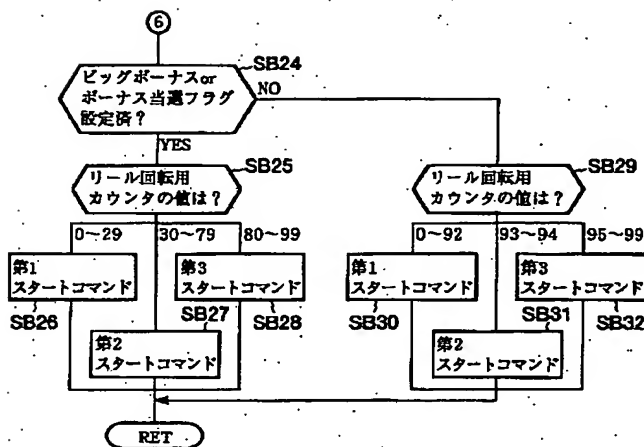 ⑥
SB24
ビッグボーナスor
ボーナス当選フラグ
設定済?
NO
YES
SB25
リール回転用
カウンタの値は?
SB29
リール回転用
カウンタの値は?
0~29
30~79
80~99
0~92
93~94
95~99
第1
スタートコマンド
第3
スタートコマンド
第1
スタートコマンド
第3
スタートコマンド
SB26
SB27
SB28
SB30
SB31
SB32
第2
スタートコマンド
第2
スタートコマンド
RET